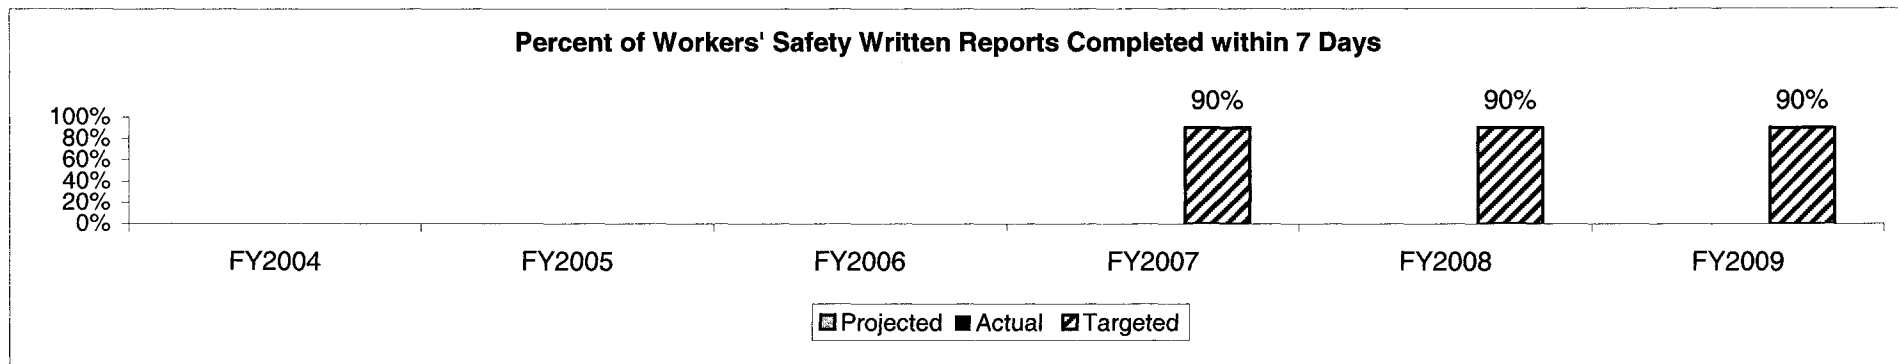 Percent of Workers' Safety Written Reports Completed within 7 Days
90% 90% 90%
100%
80%
60%
40%
20%
0%
FY2004 FY2005 FY2006 FY2007 FY2008 FY2009
Projected Actual Targeted